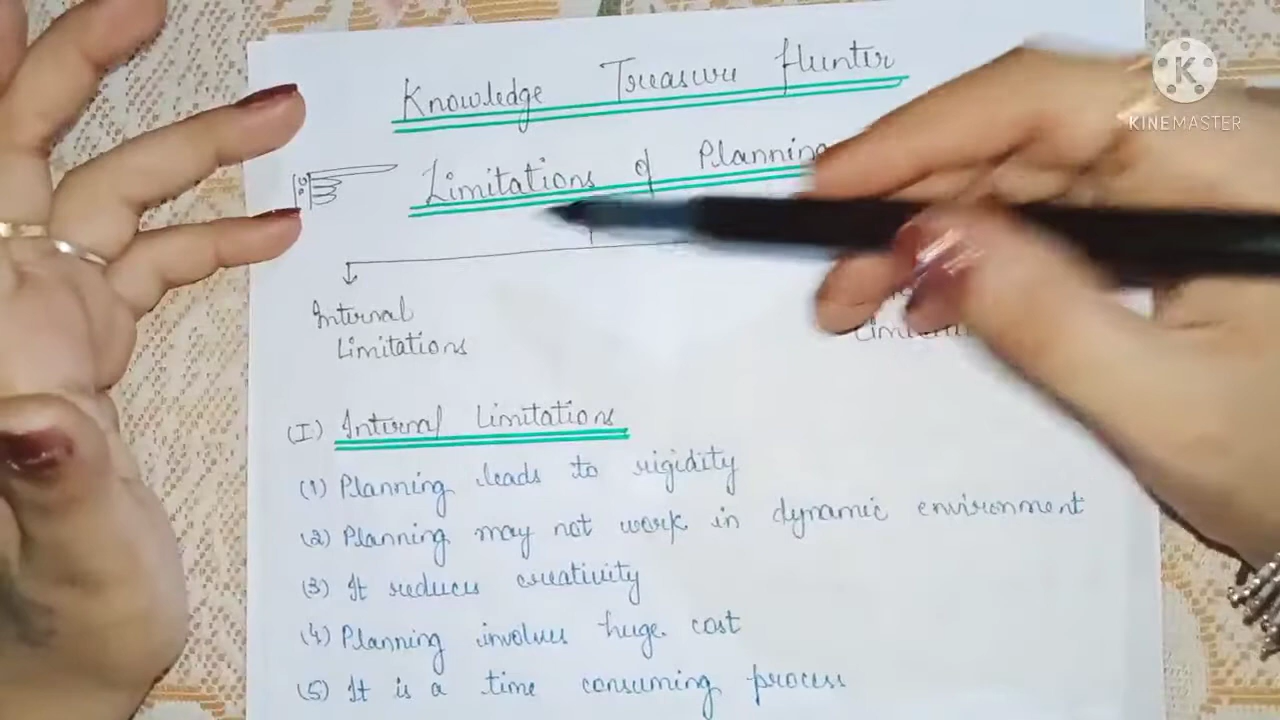 Knowledge Treasure Hunter
K
KINEMASTER
Limitations of Planning
Internal
Limitations
(I) Internal Limitations
(1) Planning leads to rigidity
(2) Planning may not work in dynamic environment
(3) It reduces creativity
(4) Planning involves huge cost
(5) It is a time consuming process